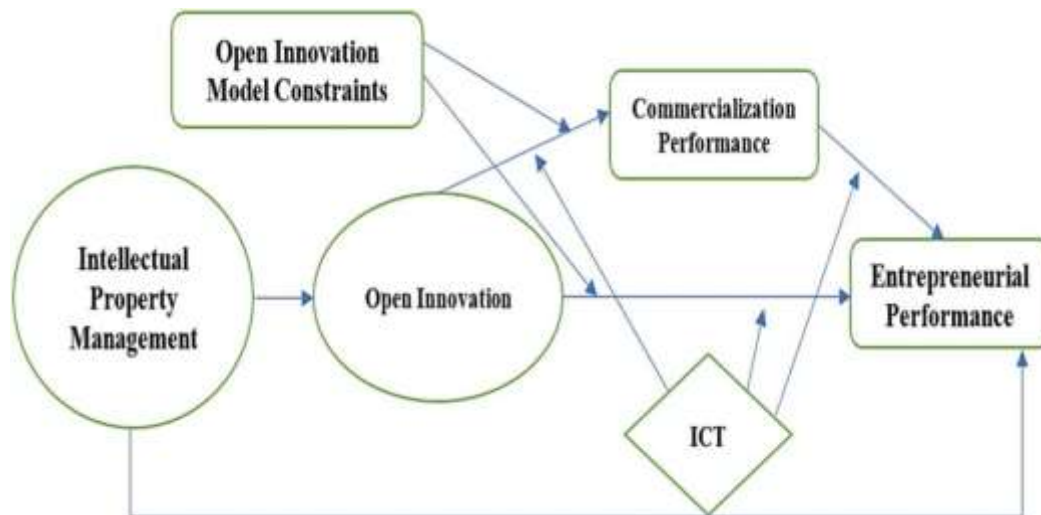 Open Innovation
Model Constraints
Commercialization
Performance
Intellectual
Property
Management
Open Innovation
Entrepreneurial
Performance
ICT